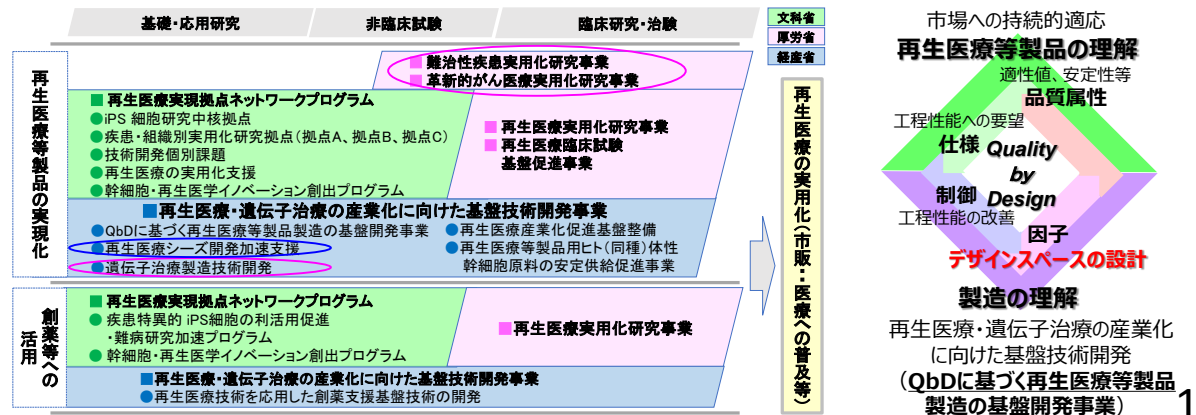 基礎・応用研究
非臨床試験
臨床研究・治験
文科省
厚労省
経産省
再生医療等製品の実現化
■難治性疾患実用化研究事業
■革新的がん医療実用化研究事業
■再生医療実現拠点ネットワークプログラム
●iPS 細胞研究中核拠点
●疾患・組織別実用化研究拠点（拠点A、拠点B、拠点C）
●技術開発個別課題
●再生医療の実用化支援
●幹細胞・再生医学イノベーション創出プログラム
■再生医療実用化研究事業
■再生医療臨床試験
基盤促進事業
■再生医療・遺伝子治療の産業化に向けた基盤技術開発事業
●QbDに基づく再生医療等製品製造の基盤開発事業
●再生医療シーズ開発加速支援
●遺伝子治療製造技術開発
●再生医療産業化促進基盤整備
●再生医療等製品用ヒト（同種）体性
幹細胞原料の安定供給促進事業
創薬等への
活用
■再生医療実現拠点ネットワークプログラム
●疾患特異的 iPS細胞の利活用促進
・難病研究加速プログラム
●幹細胞・再生医学イノベーション創出プログラム
■再生医療実用化研究事業
■再生医療・遺伝子治療の産業化に向けた基盤技術開発事業
●再生医療技術を応用した創薬支援基盤技術の開発
再生医療の実用化（市販・医療への普及等）
市場への持続的適応
再生医療等製品の理解
適性値、安定性等
品質属性
工程性能への要望
仕様
Quality
by
Design
制御
工程性能の改善
因子
デザインスペースの設計
製造の理解
再生医療・遺伝子治療の産業化
に向けた基盤技術開発
（QbDに基づく再生医療等製品
製造の基盤開発事業）
1